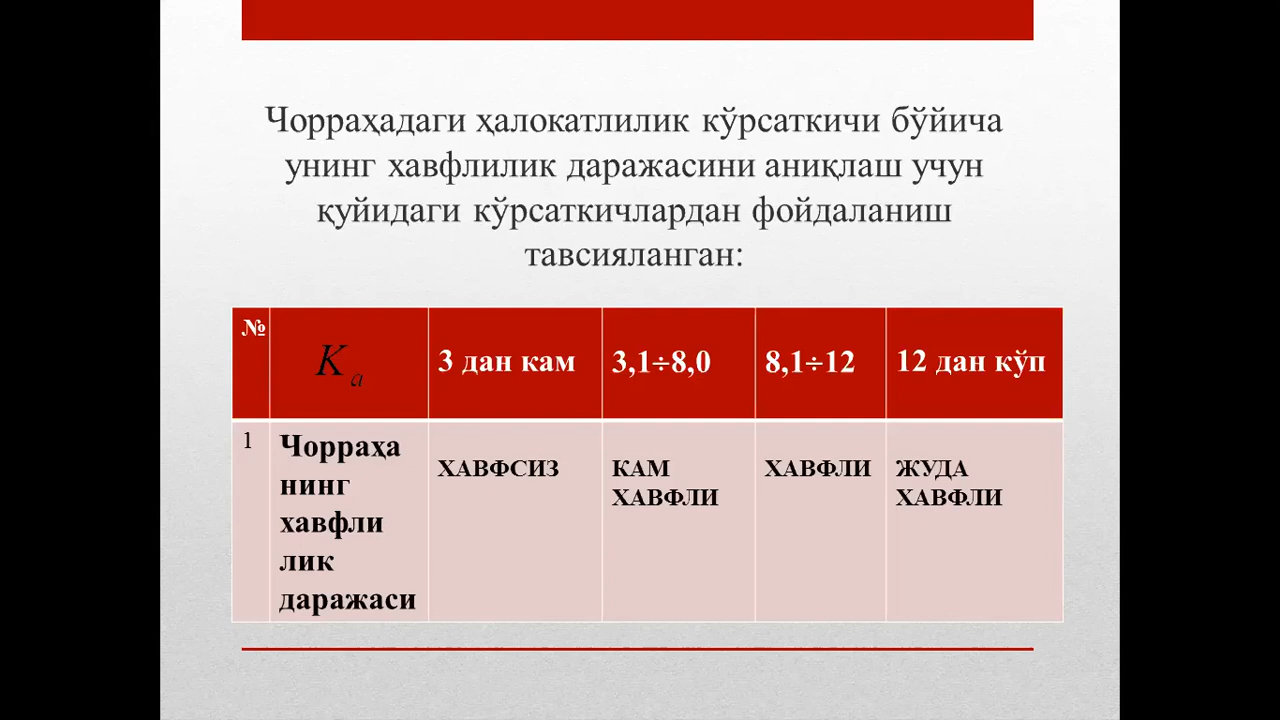 Чорраҳадаги ҳалокатлилик кўрсаткичи бўйича
унинг хавфлилик даражасини аниқлаш учун
қуйидаги кўрсаткичлардан фойдаланиш
тавсияланган:
№ K a 3 дан кам 3,1÷8,0 8,1÷12 12 дан кўп
1 Чорраҳа
нинг
хавфли
лик
даражаси
ХАВФСИЗ
КАМ
ХАВФЛИ
ХАВФЛИ
ЖУДА
ХАВФЛИ